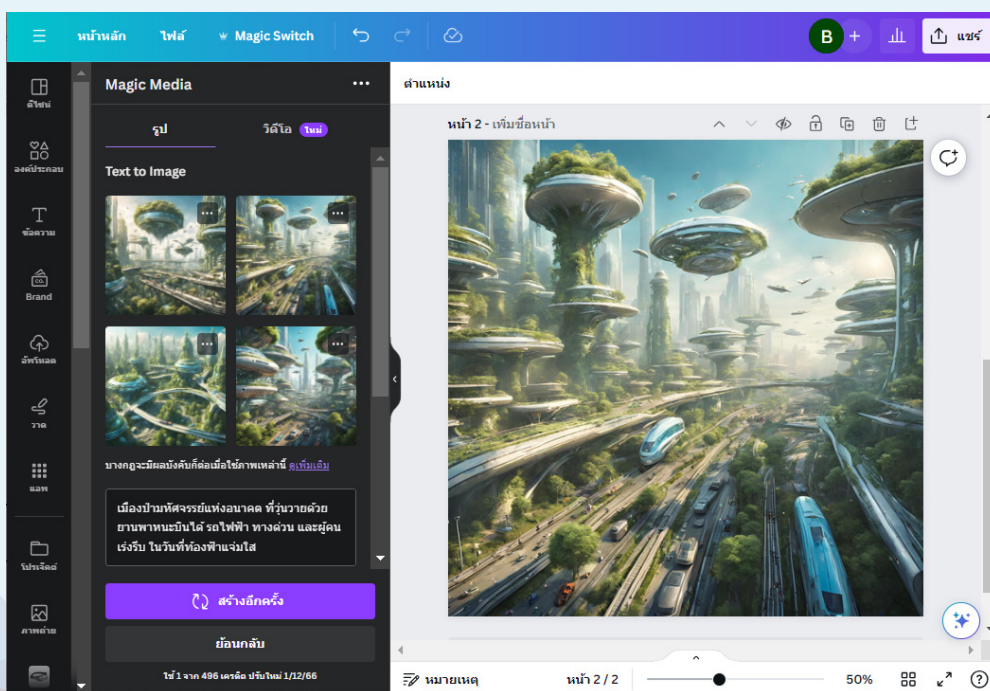 หน้าหลัก ไฟล์ Magic Switch B + แชร์
ดีไซน์
องค์ประกอบ
ข้อความ
CO.
Brand
อัพโหลด
วาด
แอพ
โปรเจ็คต์
ภาพถ่าย
Magic Media
รูป วิดีโอ ใหม่
Text to Image
บางกฎจะมีผลบังคับก็ต่อเมื่อใช้ภาพเหล่านี้ ดูเพิ่มเติม
เมืองป่ามหัศจรรย์แห่งอนาคต ที่วุ่นวายด้วย
ยานพาหนะบินได้ รถไฟฟ้า ทางด่วน และผู้คน
เร่งรีบ ในวันที่ท้องฟ้าแจ่มใส
สร้างอีกครั้ง
ย้อนกลับ
ใช้ 1 จาก 496 เครดิต ปรับใหม่ 1/12/66
ตำแหน่ง
หน้า 2 - เพิ่มชื่อหน้า
หมายเหตุ หน้า 2 / 2 50%